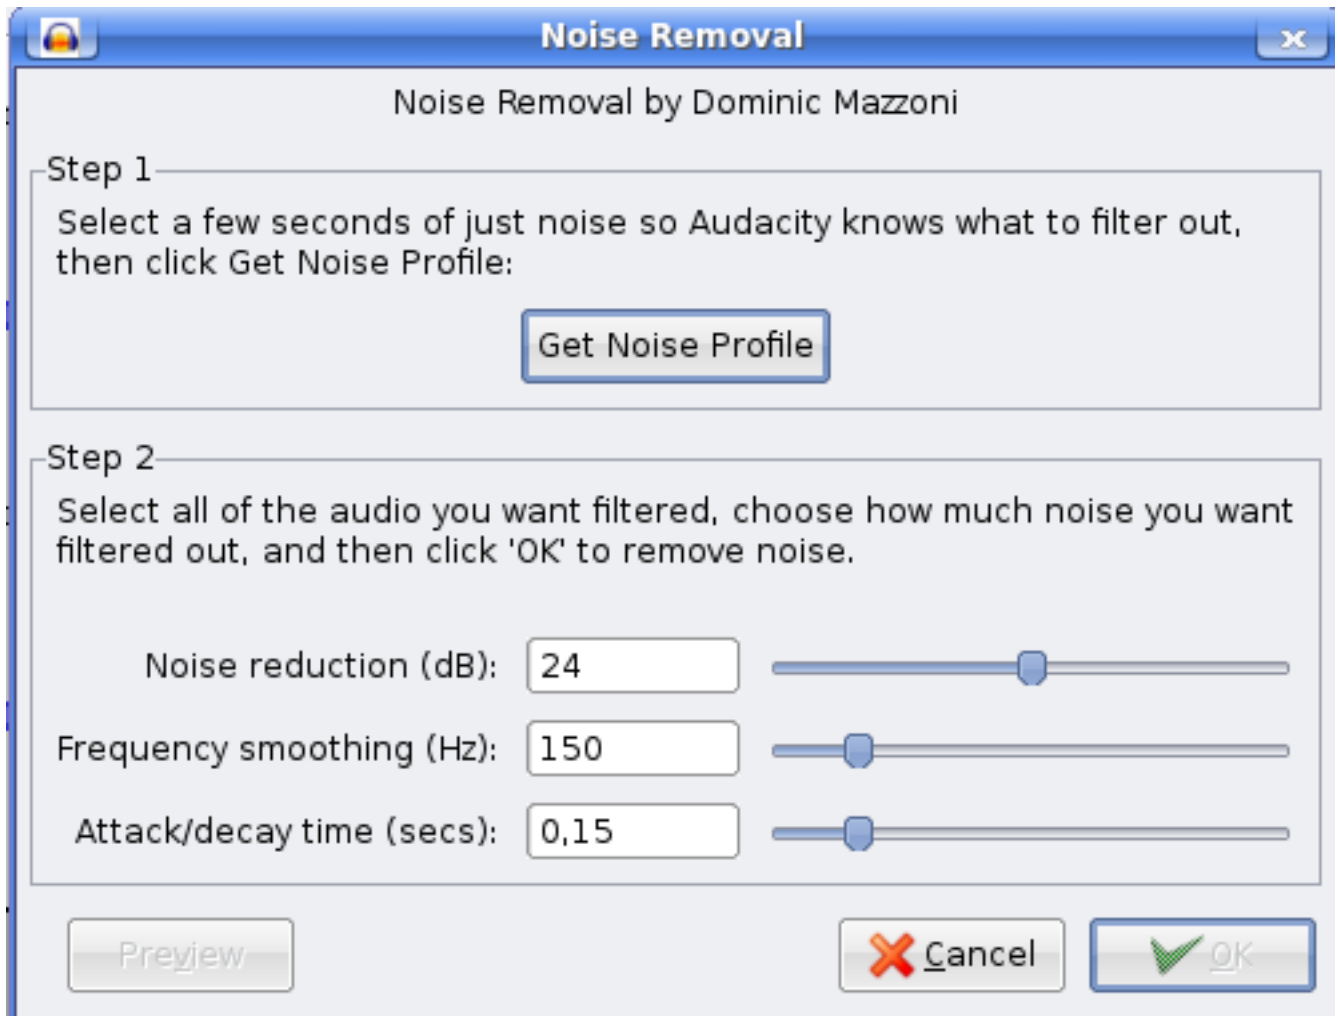 Noise Removal
Noise Removal by Dominic Mazzoni
Step 1
Select a few seconds of just noise so Audacity knows what to filter out,
then click Get Noise Profile:
Get Noise Profile
Step 2
Select all of the audio you want filtered, choose how much noise you want
filtered out, and then click 'OK' to remove noise.
Noise reduction (dB): 24
Frequency smoothing (Hz): 150
Attack/decay time (secs): 0,15
Preview Cancel OK